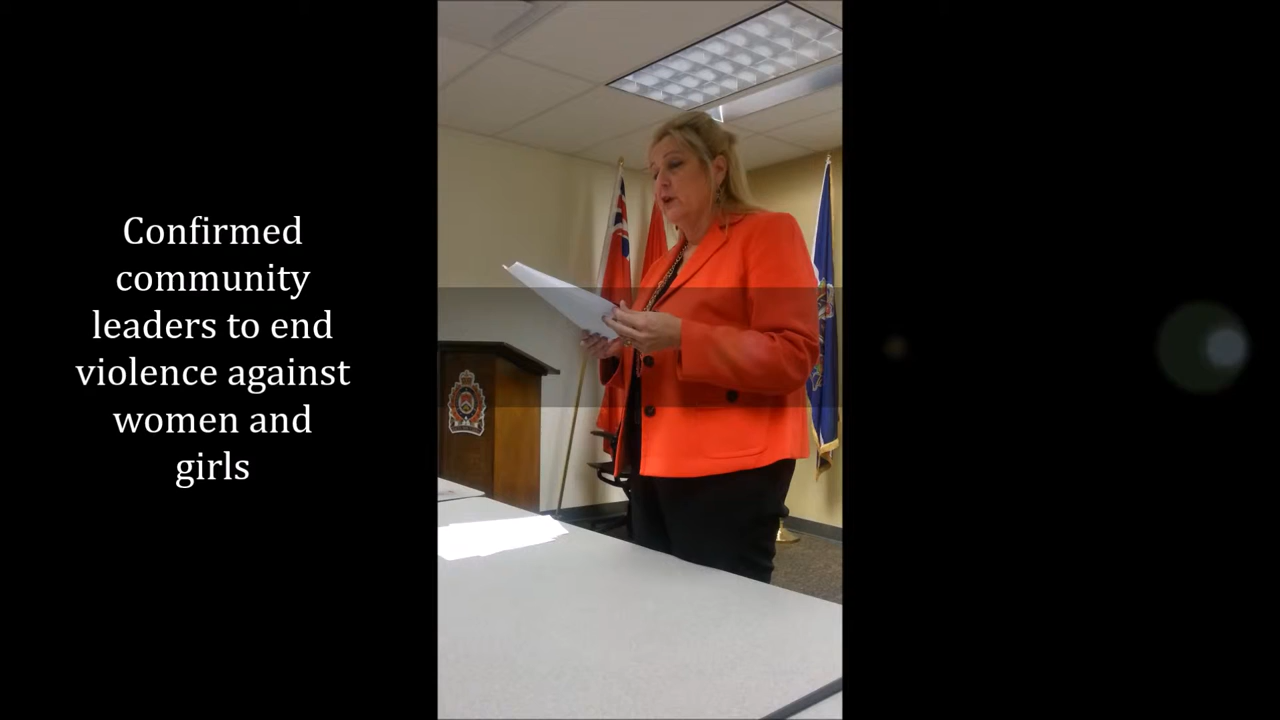 Confirmed
community
leaders to end
violence against
women and
girls